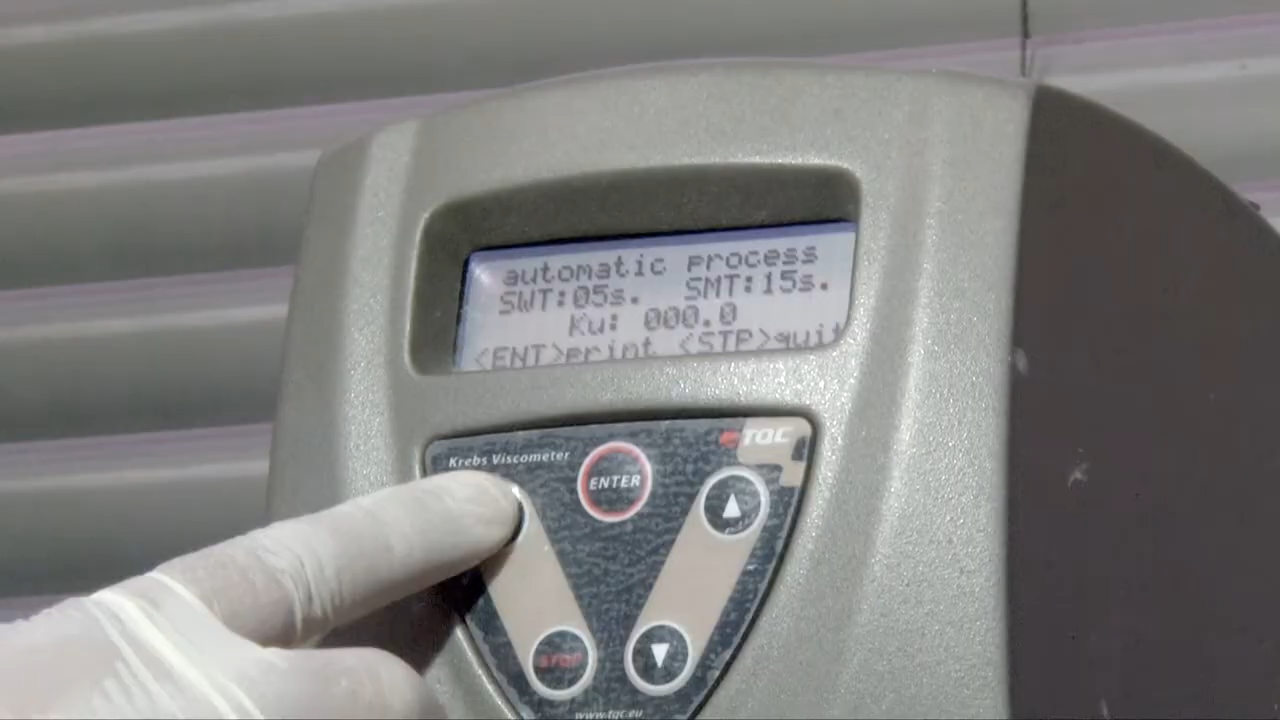 automatic process
SWT:05s. SMT:15s.
Ku: 000.0
<ENT>print <STP>quit
TQC
Krebs Viscometer
ENTER
STOP
www.tqc.eu